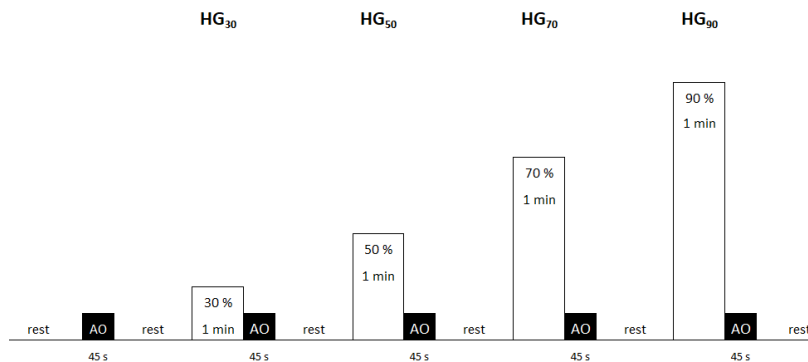 HG₃₀ HG₅₀ HG₇₀ HG₉₀
90 %
1 min
70 %
1 min
50 %
1 min
30 %
1 min
rest AO rest AO rest AO rest AO rest AO rest
45 s 45 s 45 s 45 s 45 s